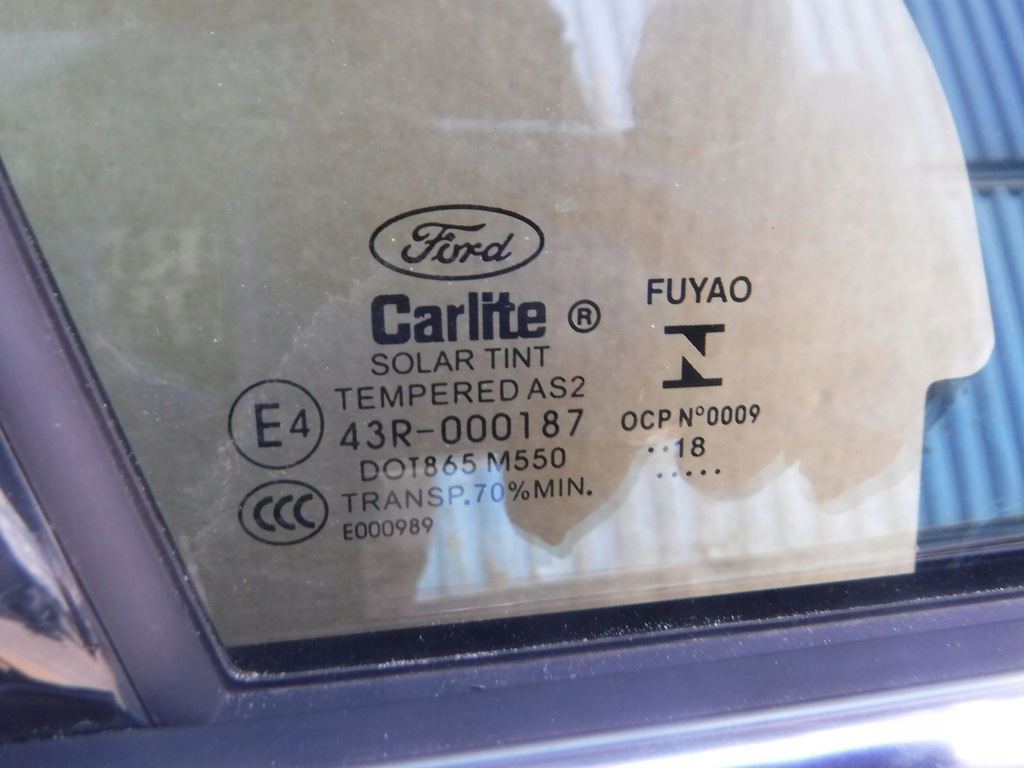 Ford
Carlite ®
SOLAR TINT
TEMPERED AS2
E4
43R-000187
DOT865 M550
CCC
TRANSP.70%MIN.
E000989
FUYAO
OCP Nº0009
..18
.....